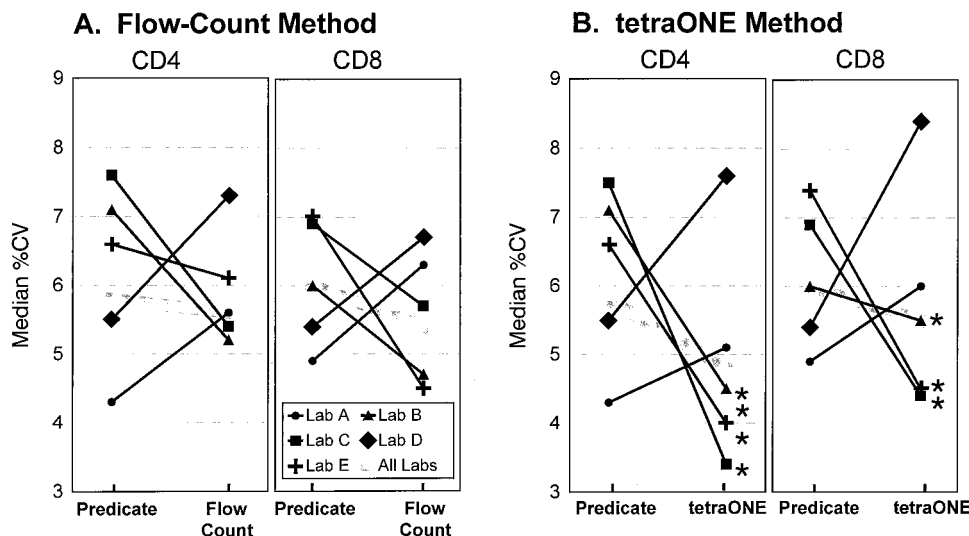 A. Flow-Count Method
CD4
CD8
Median %CV
9
8
7
6
5
4
3
Predicate
Flow
Count
Predicate
Flow
Count
Lab A
Lab B
Lab C
Lab D
Lab E
All Labs
B. tetraONE Method
CD4
CD8
Median %CV
9
8
7
6
5
4
3
*
*
*
*
*
*
*
Predicate
tetraONE
Predicate
tetraONE